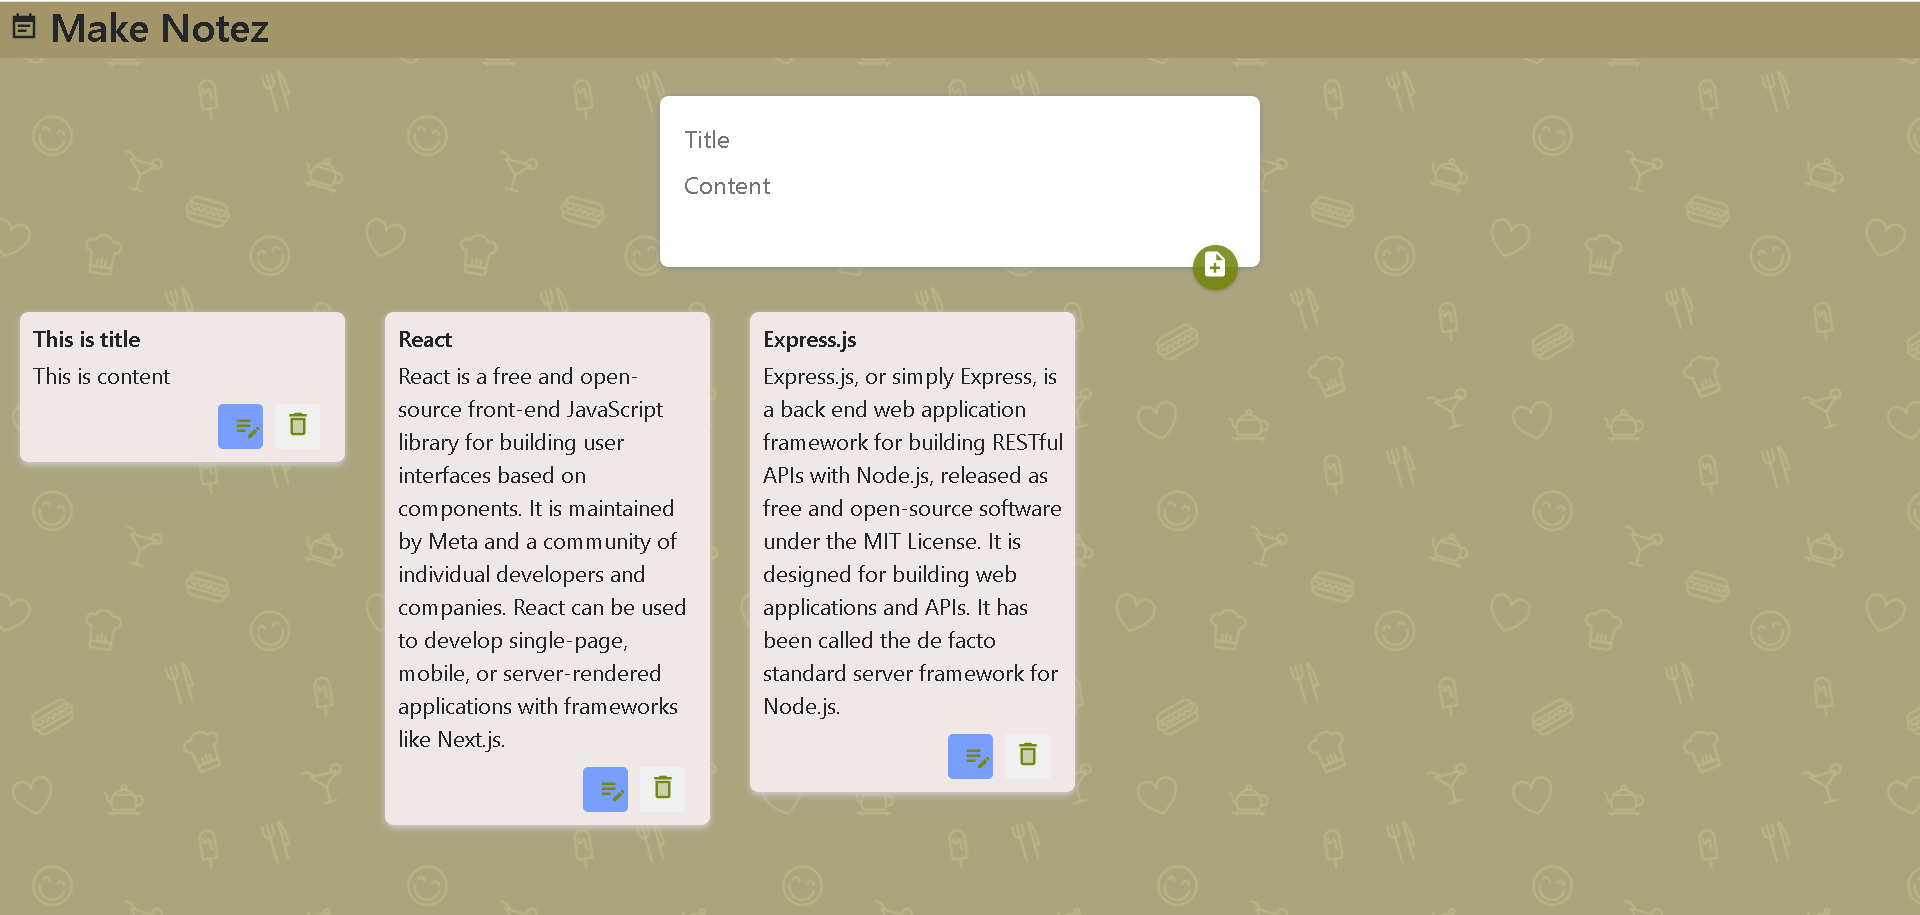 Make Notez
Title
Content
This is title
This is content
React
React is a free and open-
source front-end JavaScript
library for building user
interfaces based on
components. It is maintained
by Meta and a community of
individual developers and
companies. React can be used
to develop single-page,
mobile, or server-rendered
applications with frameworks
like Next.js.
Express.js
Express.js, or simply Express, is
a back end web application
framework for building RESTful
APIs with Node.js, released as
free and open-source software
under the MIT License. It is
designed for building web
applications and APIs. It has
been called the de facto
standard server framework for
Node.js.